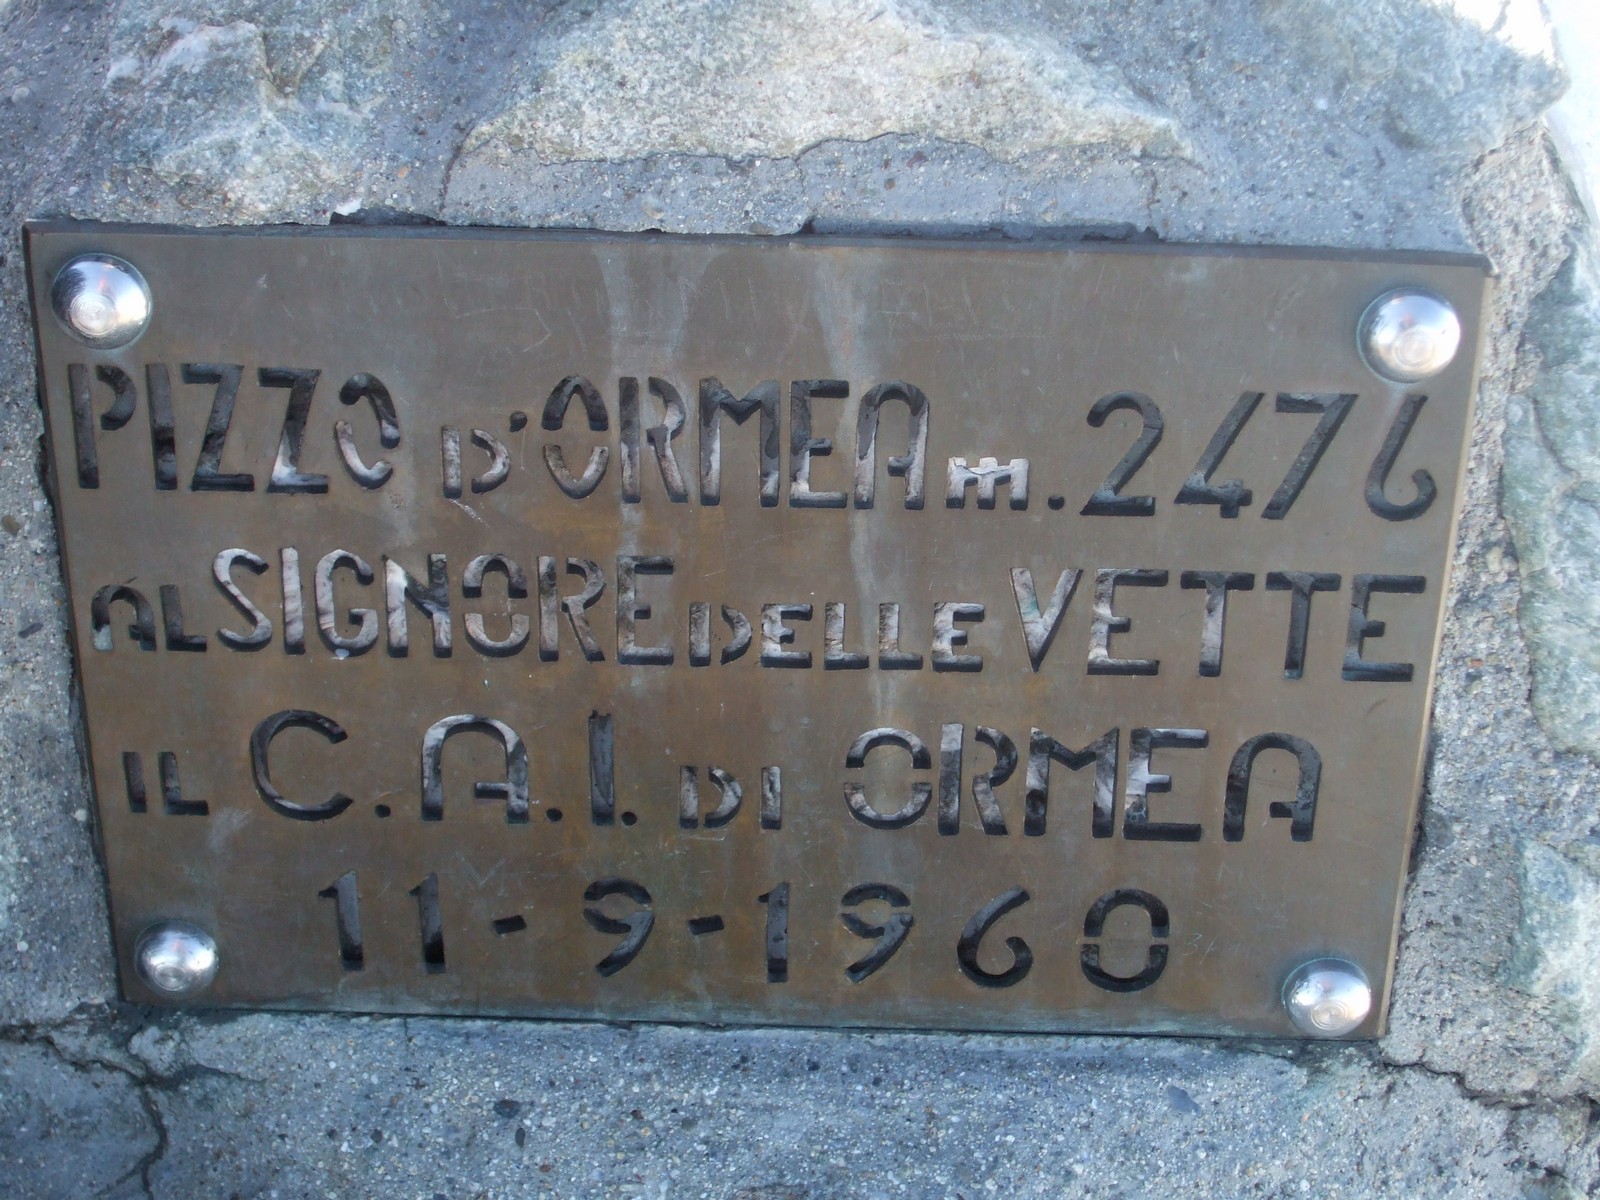 PIZZO D'ORMEA m. 2476
AL SIGNORE DELLE VETTE
IL C.A.I. DI ORMEA
11-9-1960